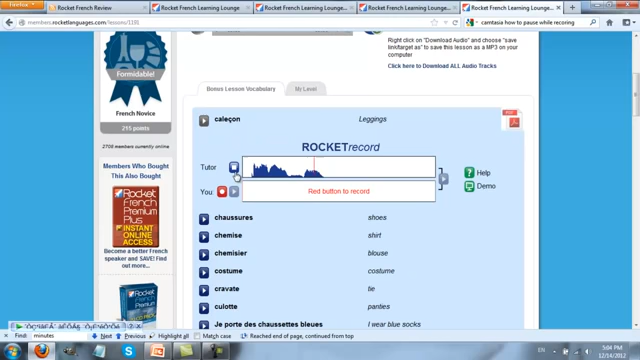 Firefox
Rocket French Review
Rocket French Learning Lounge
Rocket French Learning Lounge...
Rocket French Learning Lounge...
Rocket French Learning Lounge...
members.rocketlanguages.com/lesson/1191
camtasia how to pause while recoring
Right click on "Download Audio" and choose "save
link/target as" to save this lesson as a MP3 on your
computer
Click here to Download ALL Audio Tracks
Formidable!
French Novice
215 points
2708 members currently online
Members Who Bought
This Also Bought
ROCKET
French
Premium
Plus
INSTANT
ONLINE
ACCESS
Become a better French
speaker and SAVE! Find
out more...
ROCKET
Bonus Lesson Vocabulary
My Level
caleçon
Leggings
PDF
ROCKETrecord
Tutor
You:
Red button to record
Help
Demo
chaussures
shoes
chemise
shirt
chemisier
blouse
costume
costume
cravate
tie
culotte
panties
Je porte des chaussettes bleues
I wear blue socks
Find:
minutes
Next
Previous
Highlight all
Match case
Reached end of page, continued from top
EN
5:04 PM
12/14/2011